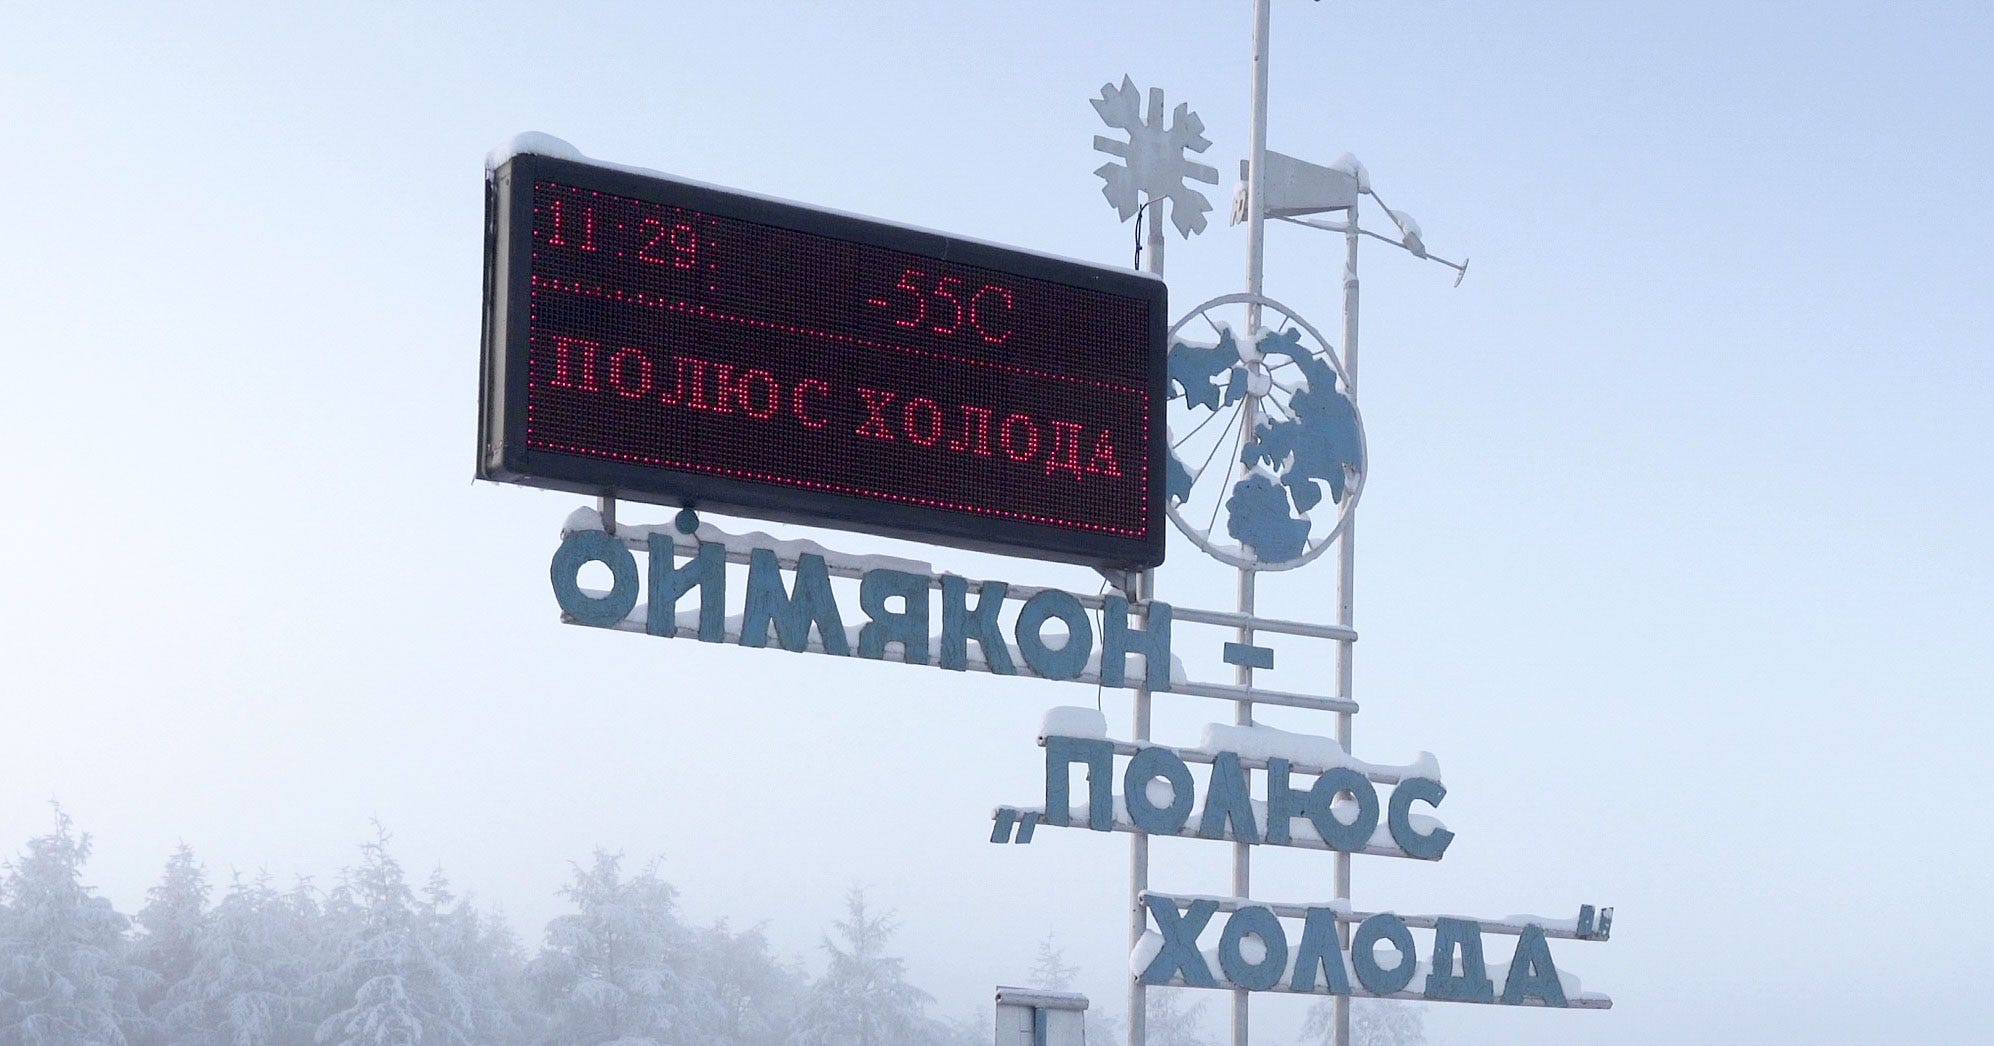 11:29 -55C
ПОЛЮС ХОЛОДА
ОЙМЯКОН -
„ПОЛЮС
ХОЛОДА“